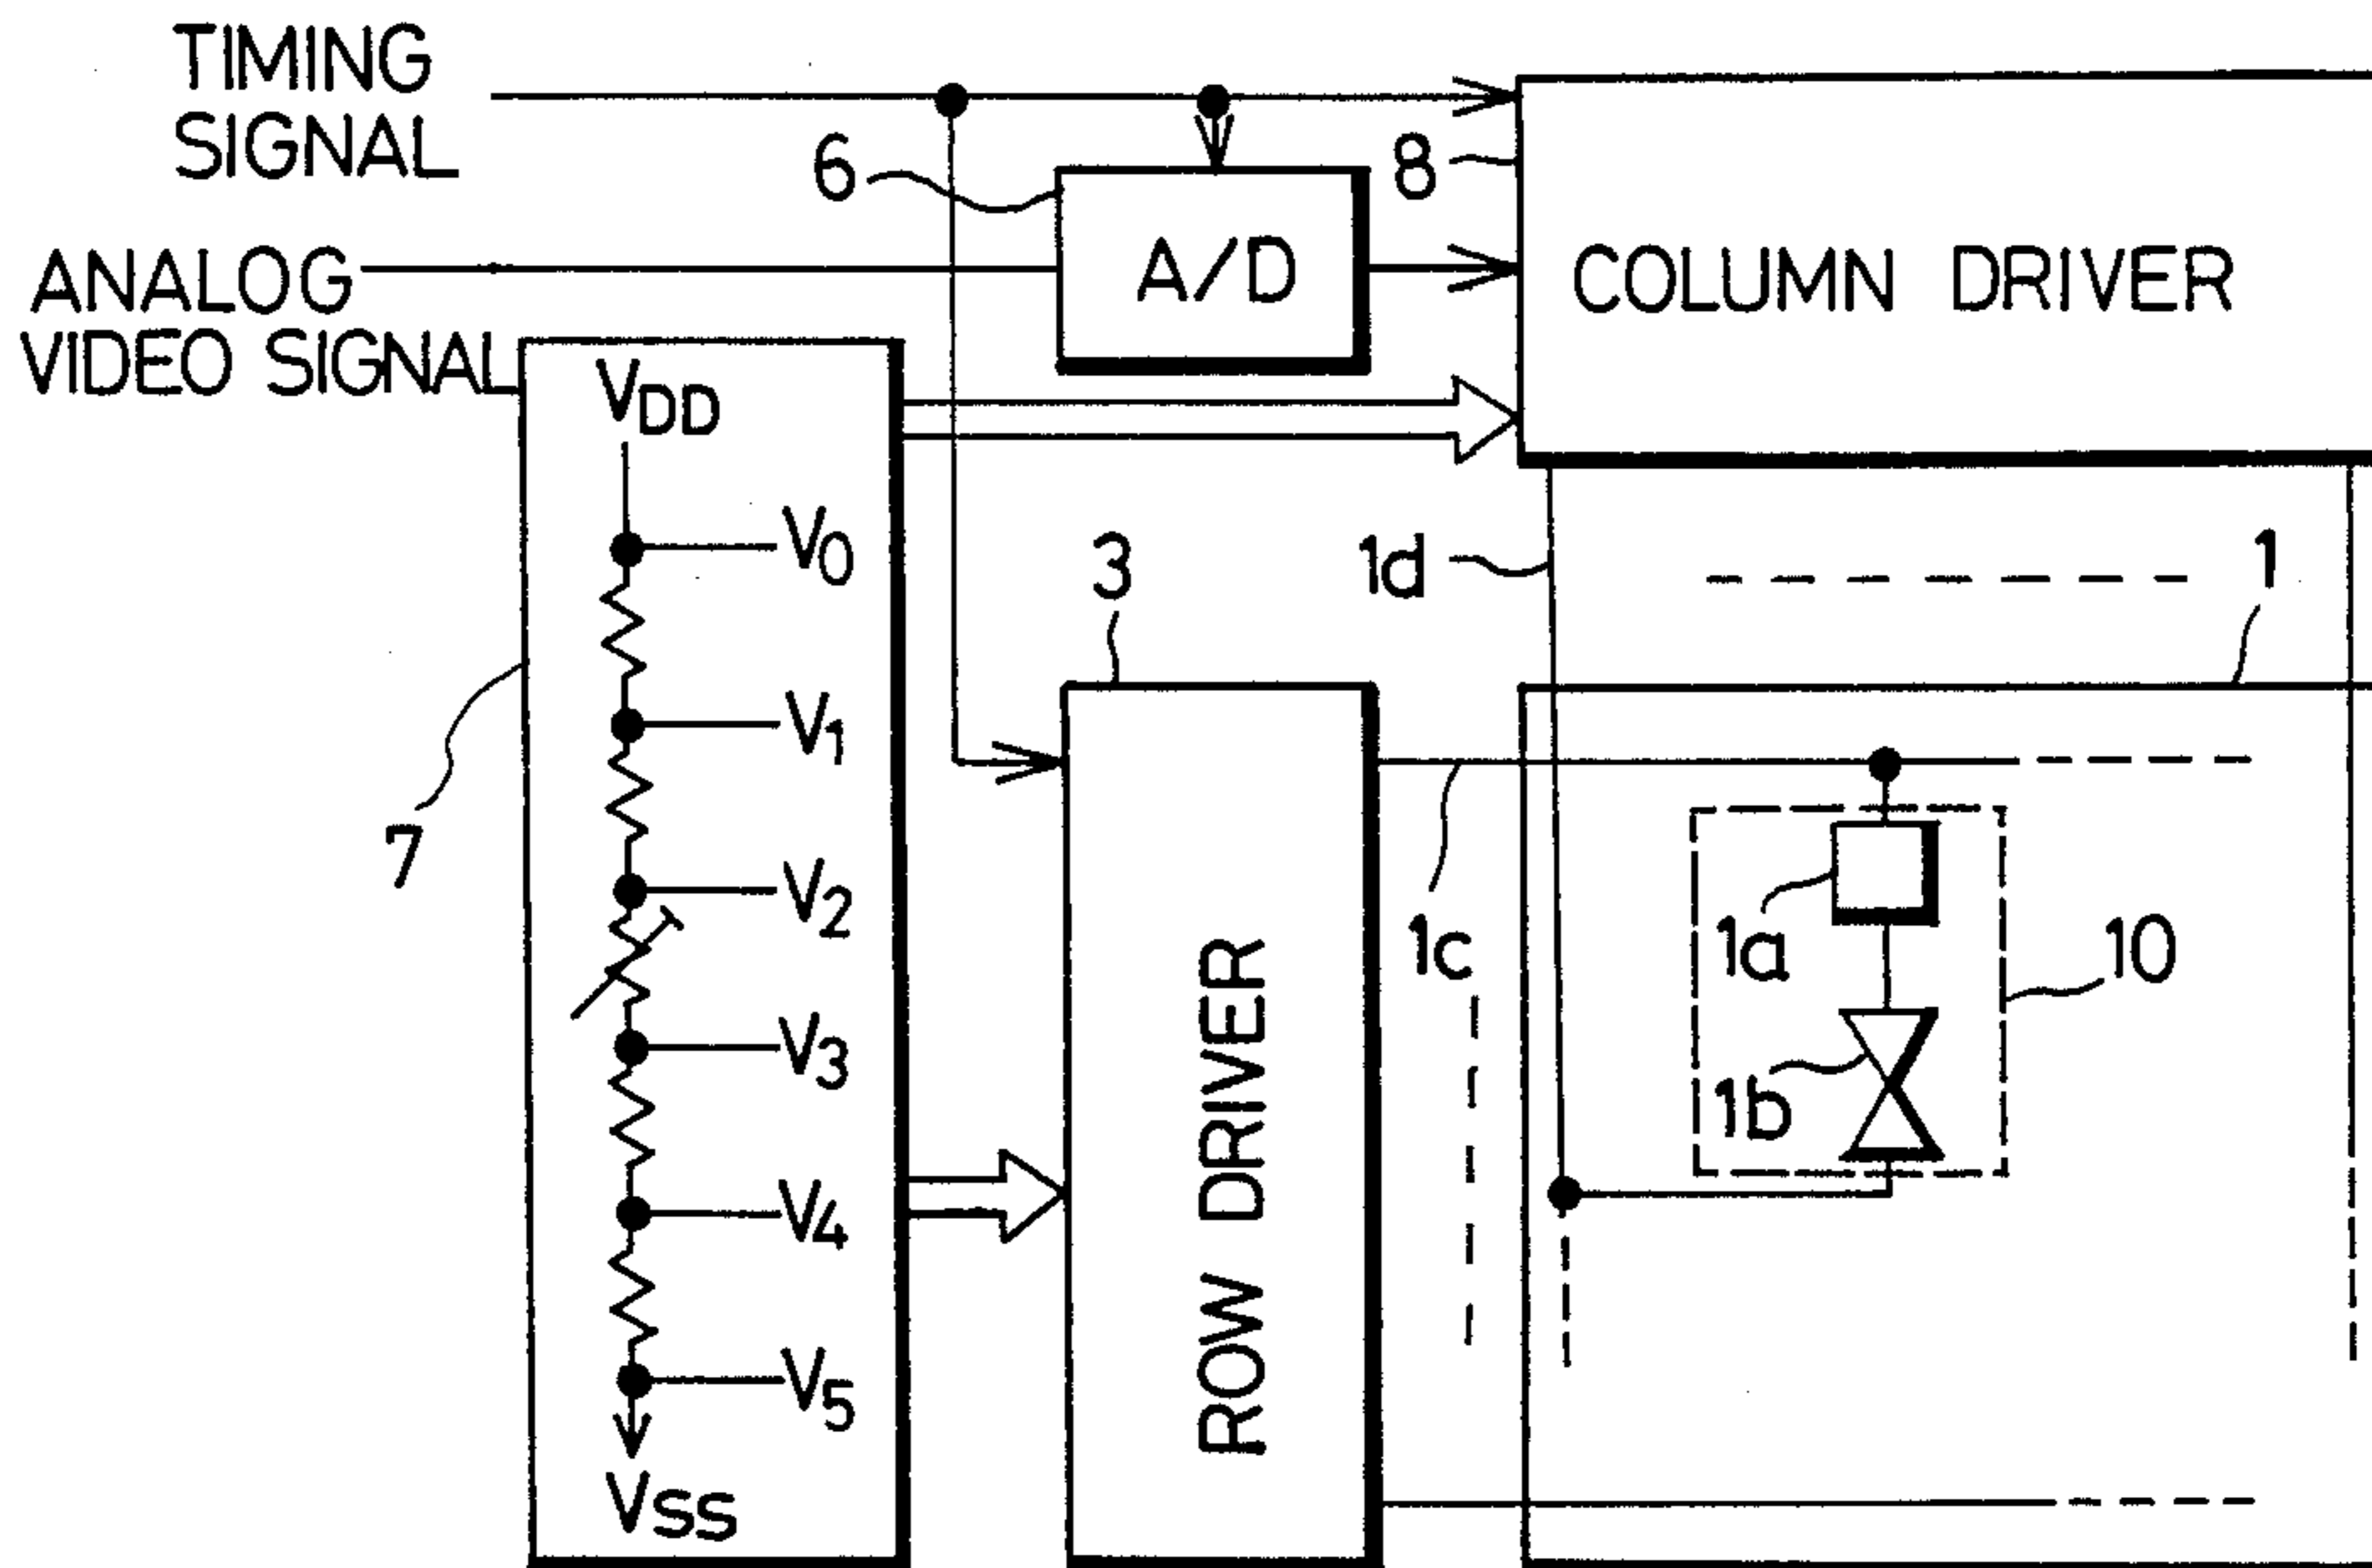 TIMING
SIGNAL
6
8
A/D
COLUMN DRIVER
ANALOG
VIDEO SIGNAL
VDD
V0
V1
V2
V3
V4
V5
VSS
7
3
ROW DRIVER
1d
1
1c
1a
1b
10